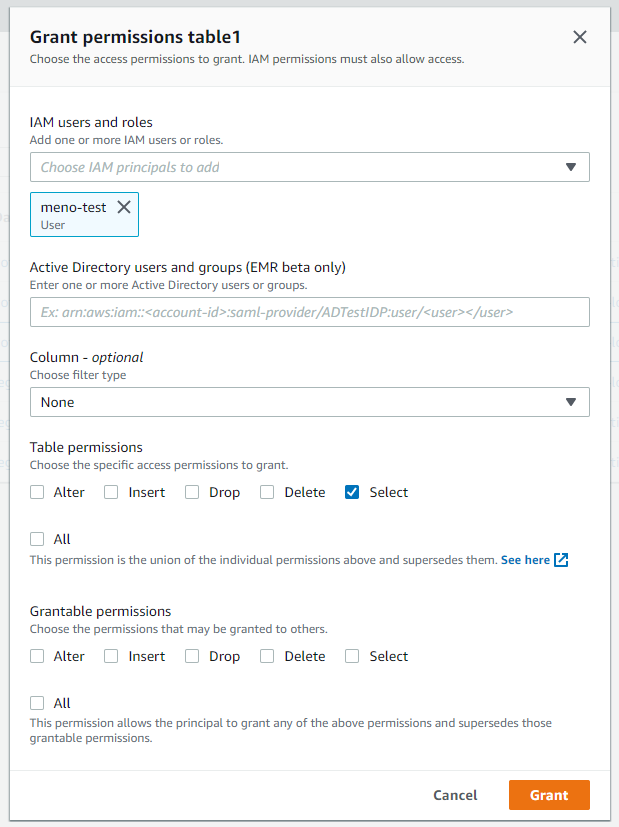 Grant permissions table1
Choose the access permissions to grant. IAM permissions must also allow access.
IAM users and roles
Add one or more IAM users or roles.
Choose IAM principals to add
meno-test
User
Active Directory users and groups (EMR beta only)
Enter one or more Active Directory users or groups.
Ex: arn:aws:iam::<account-id>:saml-provider/ADTestIDP:user/<user></user>
Column - optional
Choose filter type
None
Table permissions
Choose the specific access permissions to grant.
Alter Insert Drop Delete Select
All
This permission is the union of the individual permissions above and supersedes them. See here
Grantable permissions
Choose the permissions that may be granted to others.
Alter Insert Drop Delete Select
All
This permission allows the principal to grant any of the above permissions and supersedes those
grantable permissions.
Cancel Grant